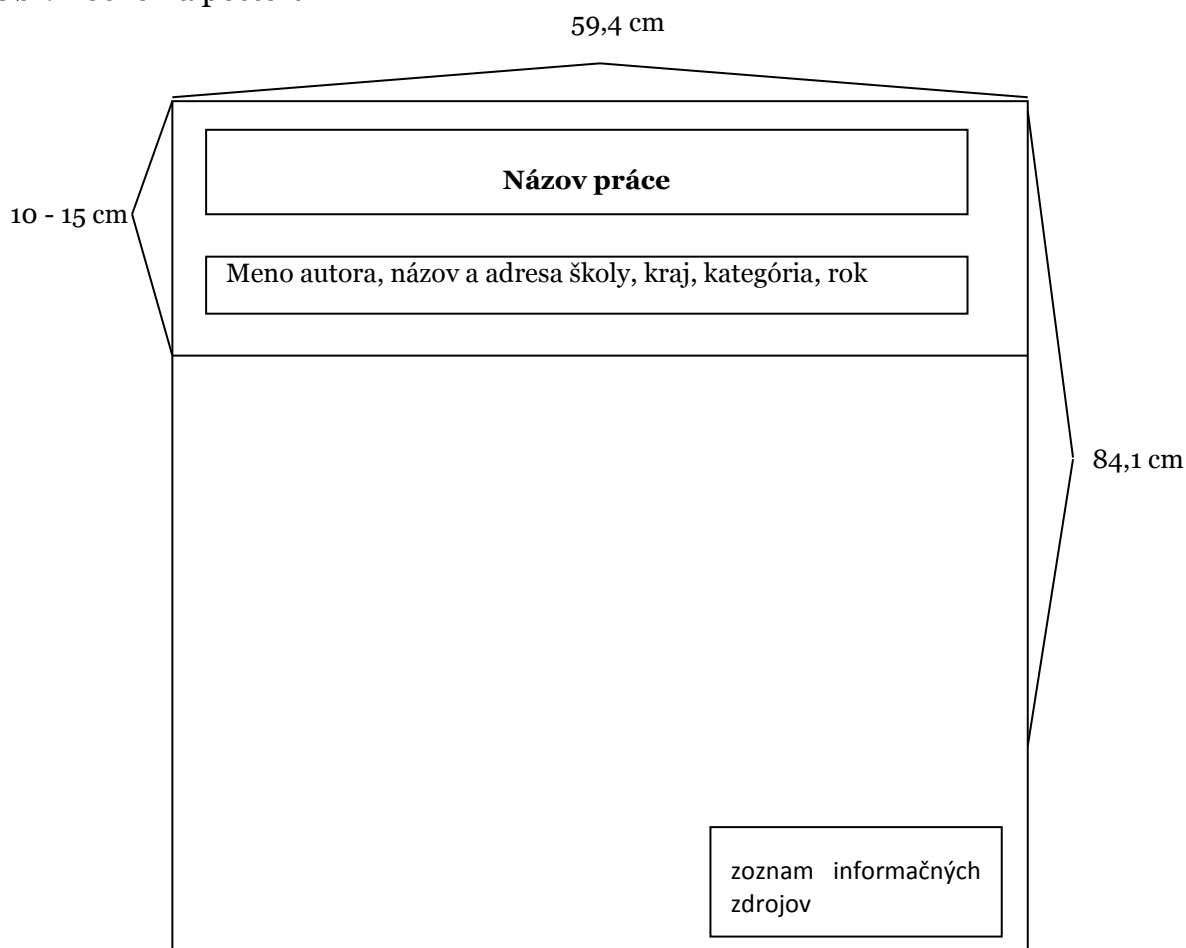 59,4 cm
Názov práce
10 - 15 cm
Meno autora, názov a adresa školy, kraj, kategória, rok
84,1 cm
zoznam informačných
zdrojov